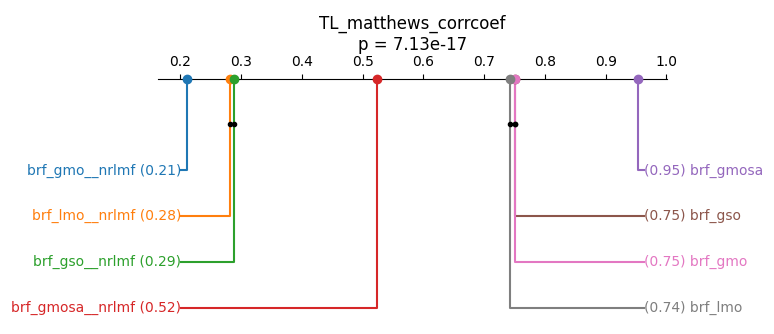 TL_matthews_corrcoef
p = 7.13e-17
0.2 0.3 0.4 0.5 0.6 0.7 0.8 0.9 1.0
brf_gmo__nrlmf (0.21) (0.95) brf_gmosa
brf_lmo__nrlmf (0.28) (0.75) brf_gso
brf_gso__nrlmf (0.29) (0.75) brf_gmo
brf_gmosa__nrlmf (0.52) (0.74) brf_lmo